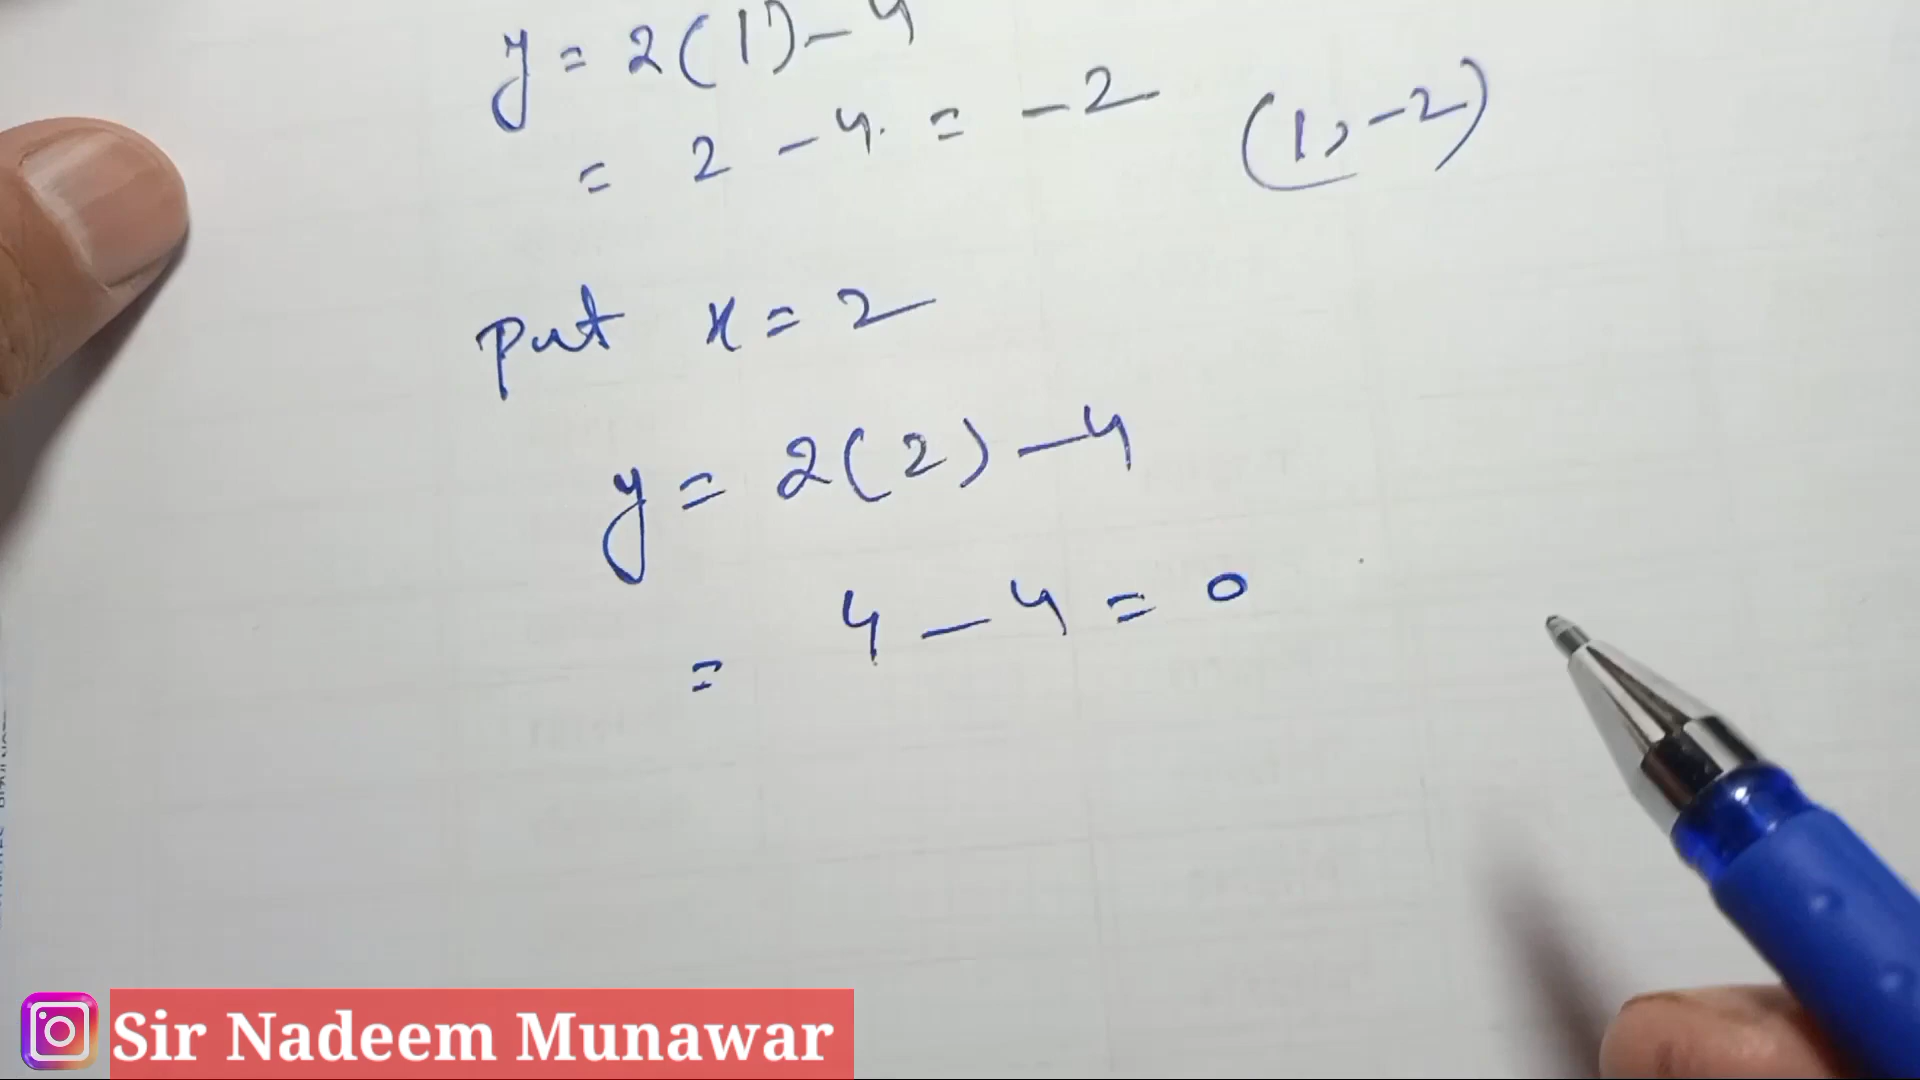 y = 2(1) - 4
= 2 - 4 = -2 (1, -2)
put x = 2
y = 2(2) - 4
= 4 - 4 = 0
Sir Nadeem Munawar